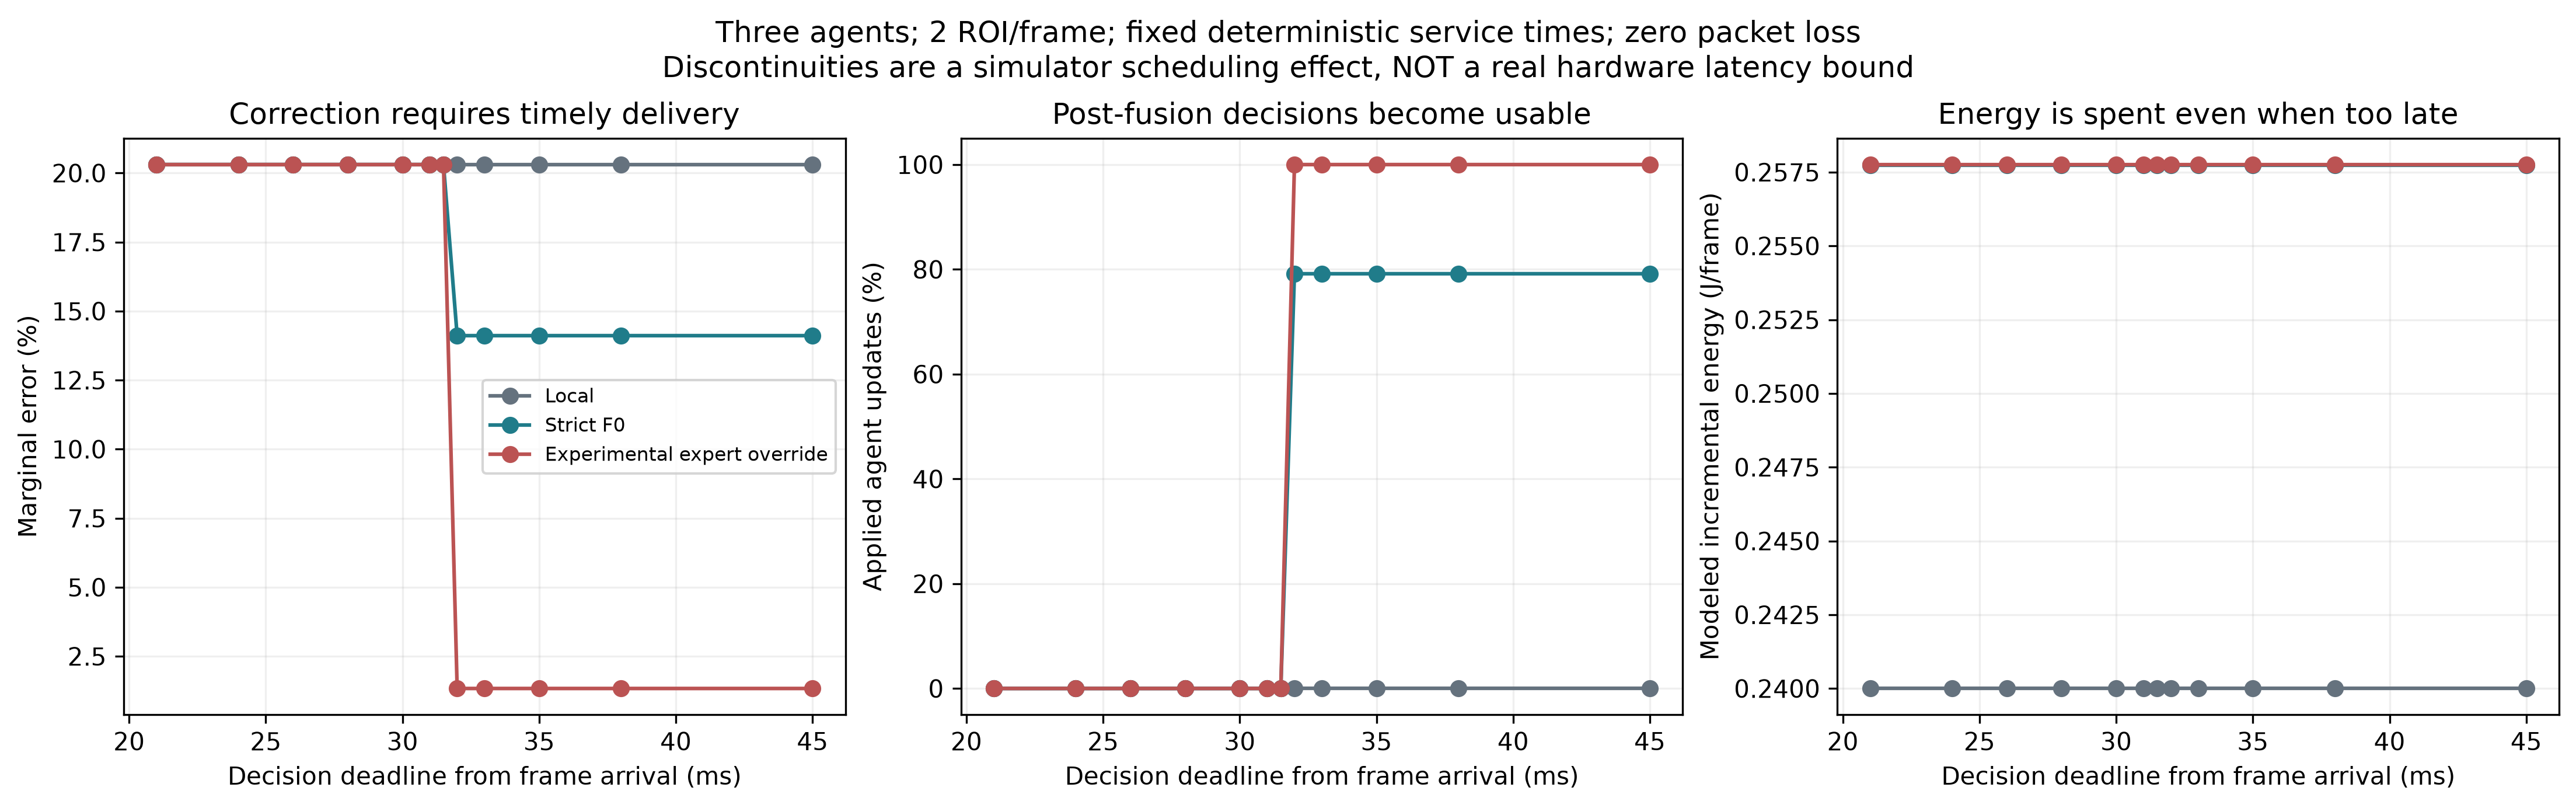 Three agents; 2 ROI/frame; fixed deterministic service times; zero packet loss
Discontinuities are a simulator scheduling effect, NOT a real hardware latency bound
Correction requires timely delivery
Marginal error (%)
20.0
17.5
15.0
12.5
10.0
7.5
5.0
2.5
Local
Strict F0
Experimental expert override
20 25 30 35 40 45
Decision deadline from frame arrival (ms)
Post-fusion decisions become usable
Applied agent updates (%)
100
80
60
40
20
0
20 25 30 35 40 45
Decision deadline from frame arrival (ms)
Energy is spent even when too late
Modeled incremental energy (J/frame)
0.2575
0.2550
0.2525
0.2500
0.2475
0.2450
0.2425
0.2400
20 25 30 35 40 45
Decision deadline from frame arrival (ms)